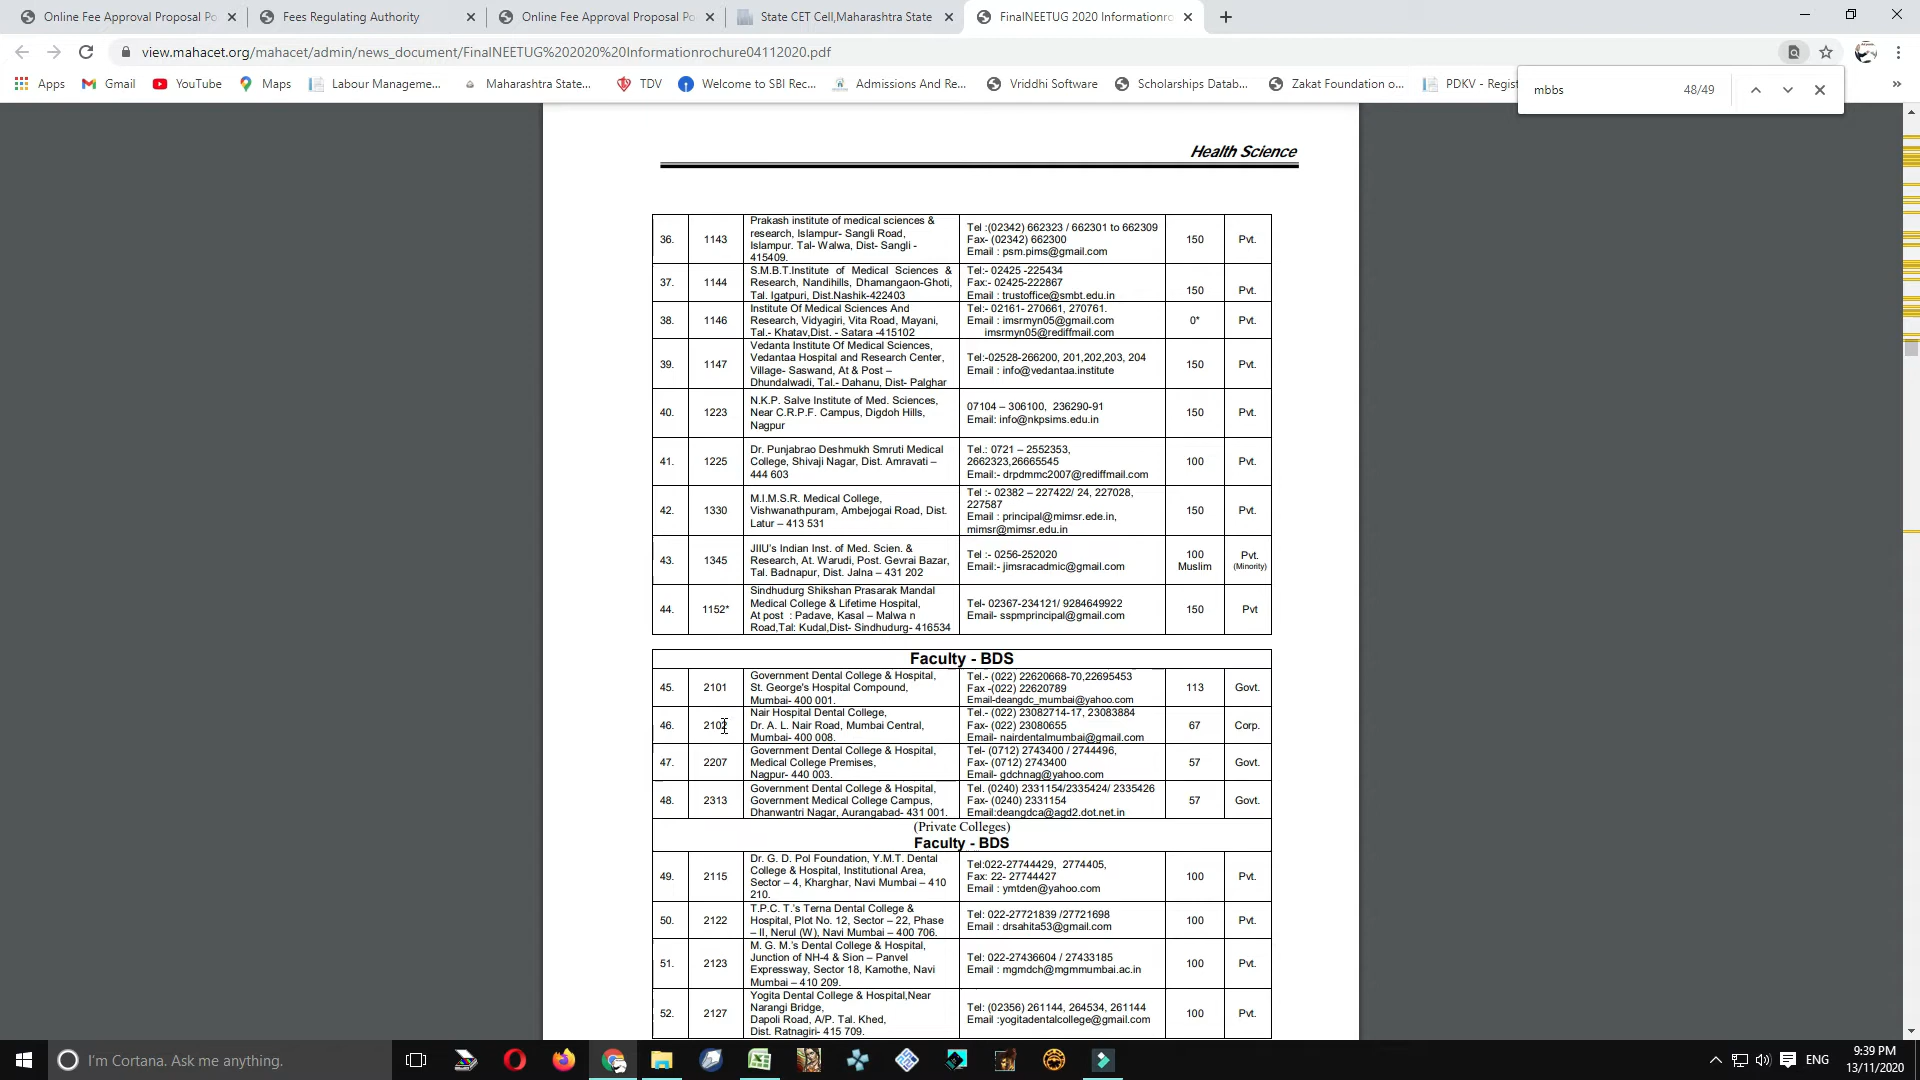 Online Fee Approval Proposal Po
Fees Regulating Authority
Online Fee Approval Proposal Po
State CET Cell,Maharashtra State
FinalNEETUG 2020 Informationro
view.mahacet.org/mahacet/admin/news_document/FinalNEETUG%202020%20Informationrochure04112020.pdf
Apps
Gmail
YouTube
Maps
Labour Manageme...
Maharashtra State...
TDV
Welcome to SBI Rec...
Admissions And Re...
Vriddhi Software
Scholarships Datab...
Zakat Foundation o...
PDKV - Regist
mbbs
48/49
Health Science
36. 1143
Prakash institute of medical sciences &
research, Islampur- Sangli Road,
Islampur. Tal- Walwa, Dist- Sangli -
415409.
Tel :(02342) 662323 / 662301 to 662309
Fax- (02342) 662300
Email : psm.pims@gmail.com
150 Pvt.
37. 1144
S.M.B.T.Institute of Medical Sciences &
Research, Nandihills, Dhamangaon-Ghoti,
Tal. Igatpuri, Dist.Nashik-422403
Tel:- 02425 -225434
Fax:- 02425-222867
Email : trustoffice@smbt.edu.in
150 Pvt.
38. 1146
Institute Of Medical Sciences And
Research, Vidyagiri, Vita Road, Mayani,
Tal.- Khatav,Dist. - Satara -415102
Tel:- 02161- 270661, 270761.
Email : imsrmyn05@gmail.com
imsrmyn05@rediffmail.com
0* Pvt.
39. 1147
Vedanta Institute Of Medical Sciences,
Vedantaa Hospital and Research Center,
Village- Saswand, At & Post –
Dhundalwadi, Tal.- Dahanu, Dist- Palghar
Tel:-02528-266200, 201,202,203, 204
Email : info@vedantaa.institute
150 Pvt.
40. 1223
N.K.P. Salve Institute of Med. Sciences,
Near C.R.P.F. Campus, Digdoh Hills,
Nagpur
07104 – 306100, 236290-91
Email: info@nkpsims.edu.in
150 Pvt.
41. 1225
Dr. Punjabrao Deshmukh Smruti Medical
College, Shivaji Nagar, Dist. Amravati –
444 603
Tel.: 0721 – 2552353,
2662323,26665545
Email:- drpdmmc2007@rediffmail.com
100 Pvt.
42. 1330
M.I.M.S.R. Medical College,
Vishwanathpuram, Ambejogai Road, Dist.
Latur – 413 531
Tel :- 02382 – 227422/ 24, 227028,
227587
Email : principal@mimsr.ede.in,
mimsr@mimsr.edu.in
150 Pvt.
43. 1345
JIIU's Indian Inst. of Med. Scien. &
Research, At. Warudi, Post. Gevrai Bazar,
Tal. Badnapur, Dist. Jalna – 431 202
Tel :- 0256-252020
Email:- jimsracadmic@gmail.com
100
Muslim
Pvt.
(Minority)
44. 1152*
Sindhudurg Shikshan Prasarak Mandal
Medical College & Lifetime Hospital,
At post : Padave, Kasal – Malwa n
Road,Tal: Kudal,Dist- Sindhudurg- 416534
Tel- 02367-234121/ 9284649922
Email- sspmprincipal@gmail.com
150 Pvt
Faculty - BDS
45. 2101
Government Dental College & Hospital,
St. George's Hospital Compound,
Mumbai- 400 001.
Tel.- (022) 22620668-70,22695453
Fax -(022) 22620789
Email-deangdc_mumbai@yahoo.com
113 Govt.
46. 2102
Nair Hospital Dental College,
Dr. A. L. Nair Road, Mumbai Central,
Mumbai- 400 008.
Tel.- (022) 23082714-17, 23083884
Fax- (022) 23080655
Email- nairdentalmumbai@gmail.com
67 Corp.
47. 2207
Government Dental College & Hospital,
Medical College Premises,
Nagpur- 440 003.
Tel- (0712) 2743400 / 2744496,
Fax- (0712) 2743400
Email- gdchnag@yahoo.com
57 Govt.
48. 2313
Government Dental College & Hospital,
Government Medical College Campus,
Dhanwantri Nagar, Aurangabad- 431 001.
Tel. (0240) 2331154/2335424/ 2335426
Fax- (0240) 2331154
Email:deangdca@agd2.dot.net.in
57 Govt.
(Private Colleges)
Faculty - BDS
49. 2115
Dr. G. D. Pol Foundation, Y.M.T. Dental
College & Hospital, Institutional Area,
Sector – 4, Kharghar, Navi Mumbai – 410
210.
Tel:022-27744429, 2774405,
Fax: 22- 27744427
Email : ymtden@yahoo.com
100 Pvt.
50. 2122
T.P.C. T.'s Terna Dental College &
Hospital, Plot No. 12, Sector – 22, Phase
– II, Nerul (W), Navi Mumbai – 400 706.
Tel: 022-27721839 /27721698
Email : drsahita53@gmail.com
100 Pvt.
51. 2123
M. G. M.'s Dental College & Hospital,
Junction of NH-4 & Sion – Panvel
Expressway, Sector 18, Kamothe, Navi
Mumbai – 410 209.
Tel: 022-27436604 / 27433185
Email : mgmdch@mgmmumbai.ac.in
100 Pvt.
52. 2127
Yogita Dental College & Hospital,Near
Narangi Bridge,
Dapoli Road, A/P. Tal. Khed,
Dist. Ratnagiri- 415 709.
Tel: (02356) 261144, 264534, 261144
Email :yogitadentalcollege@gmail.com
100 Pvt.
I'm Cortana. Ask me anything.
ENG
9:39 PM
13/11/2020